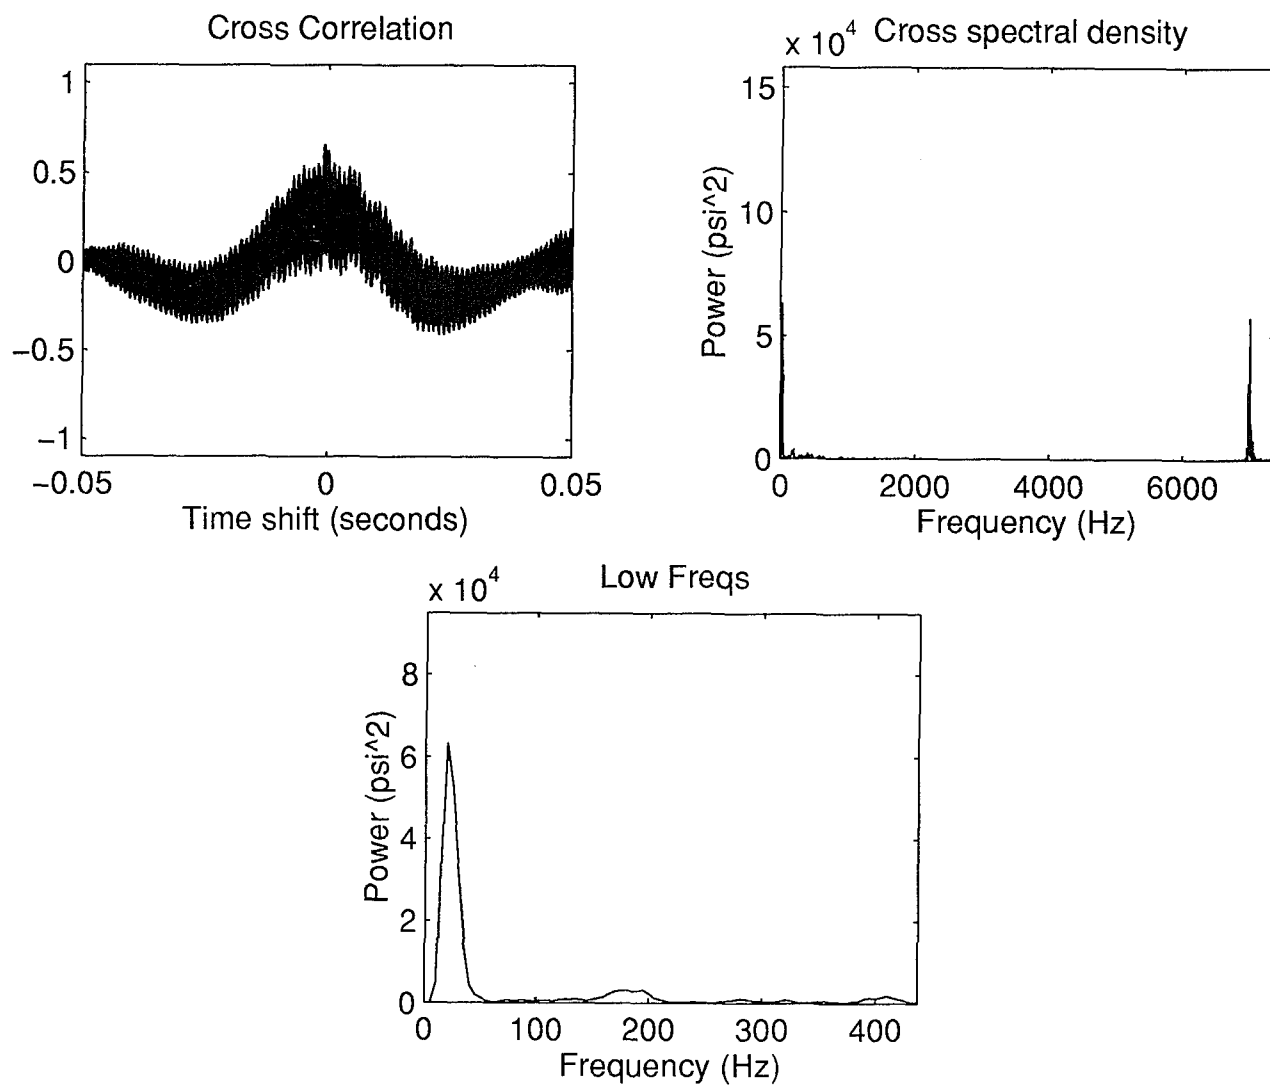 Cross Correlation
1
0.5
0
−0.5
−1
−0.05
0
0.05
Time shift (seconds)
x 10^4 Cross spectral density
15
10
5
0
Power (psi^2)
0
2000
4000
6000
Frequency (Hz)
x 10^4
Low Freqs
8
6
4
2
0
Power (psi^2)
0
100
200
300
400
Frequency (Hz)